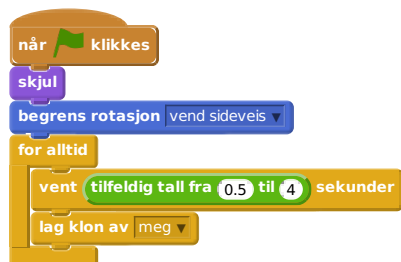 når klikkes
skjul
begrens rotasjon vend sideveis
for alltid
vent tilfeldig tall fra 0.5 til 4 sekunder
lag klon av meg